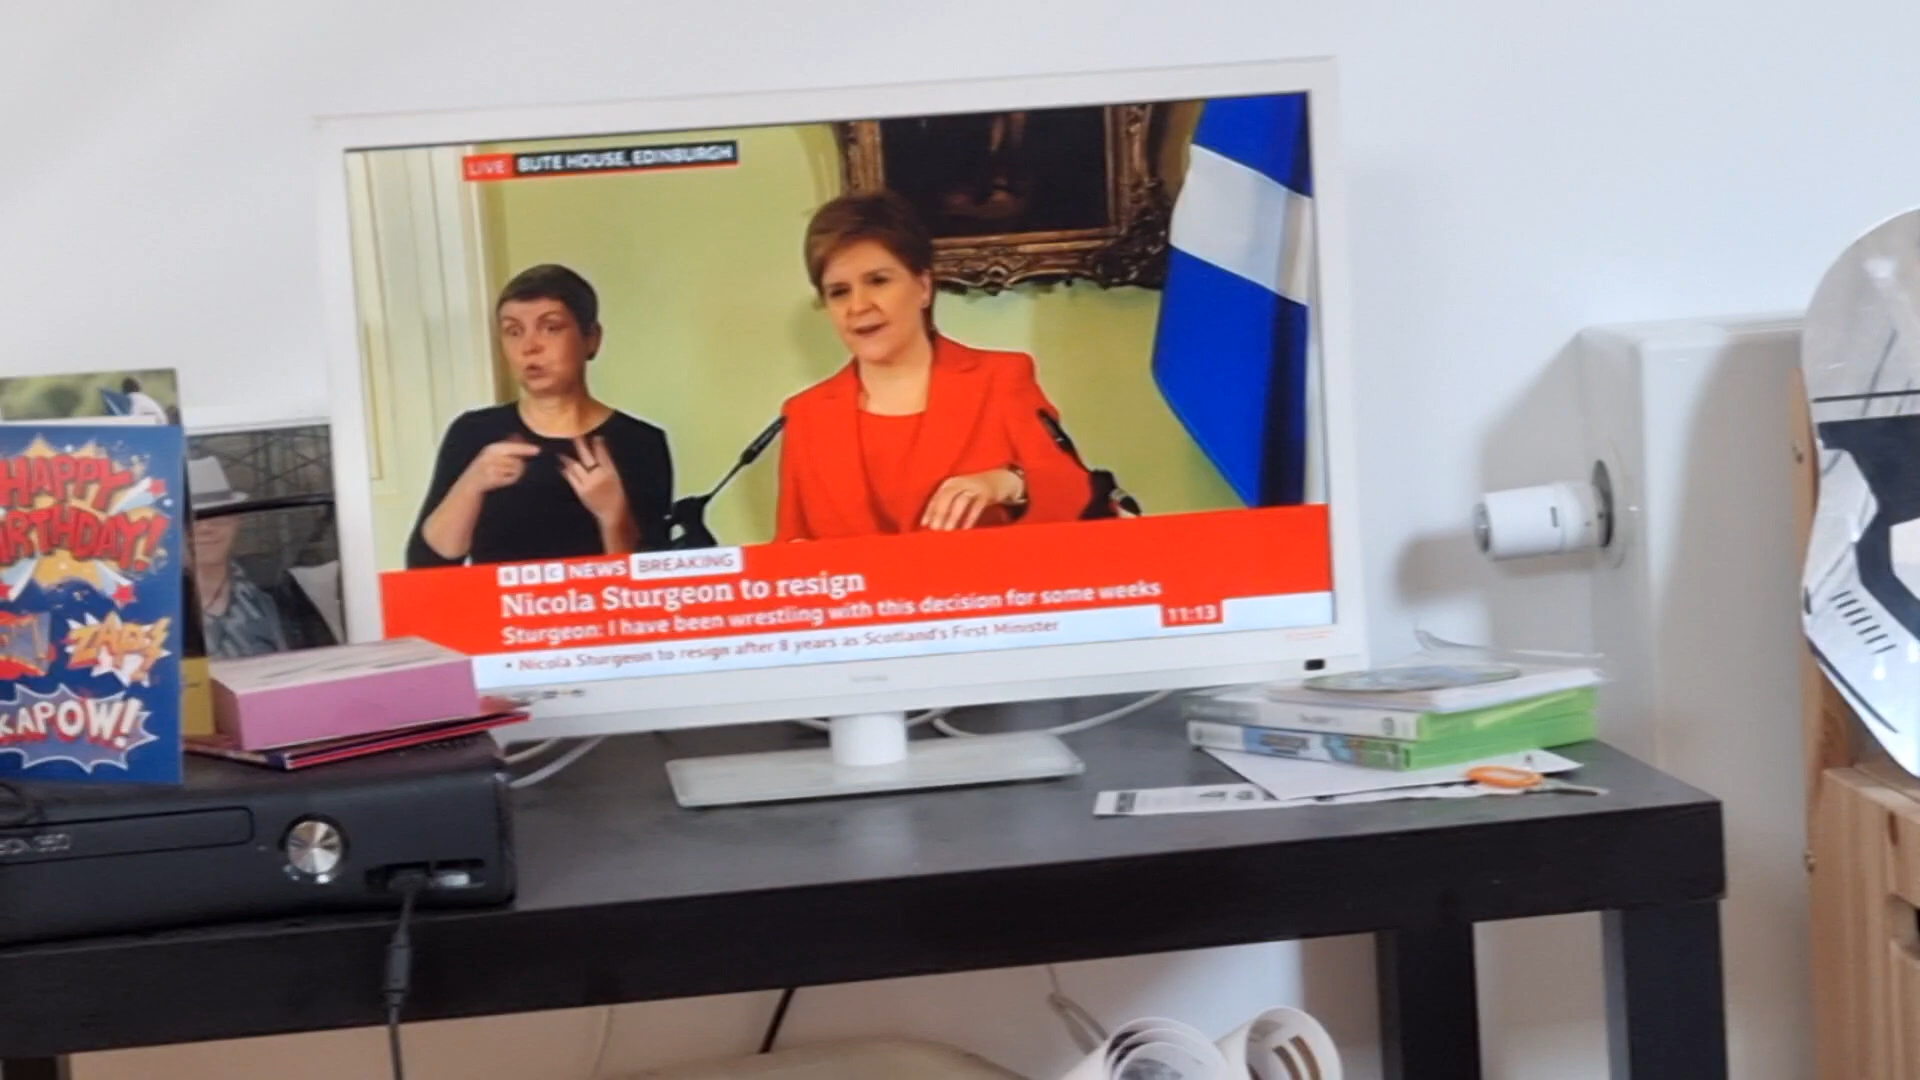 LIVE BUTE HOUSE, EDINBURGH
BBC NEWS BREAKING
Nicola Sturgeon to resign
Sturgeon: I have been wrestling with this decision for some weeks
11:13
• Nicola Sturgeon to resign after 8 years as Scotland's First Minister
HAPPY
BIRTHDAY!
ZAP!
KAPOW!
XBOX 360